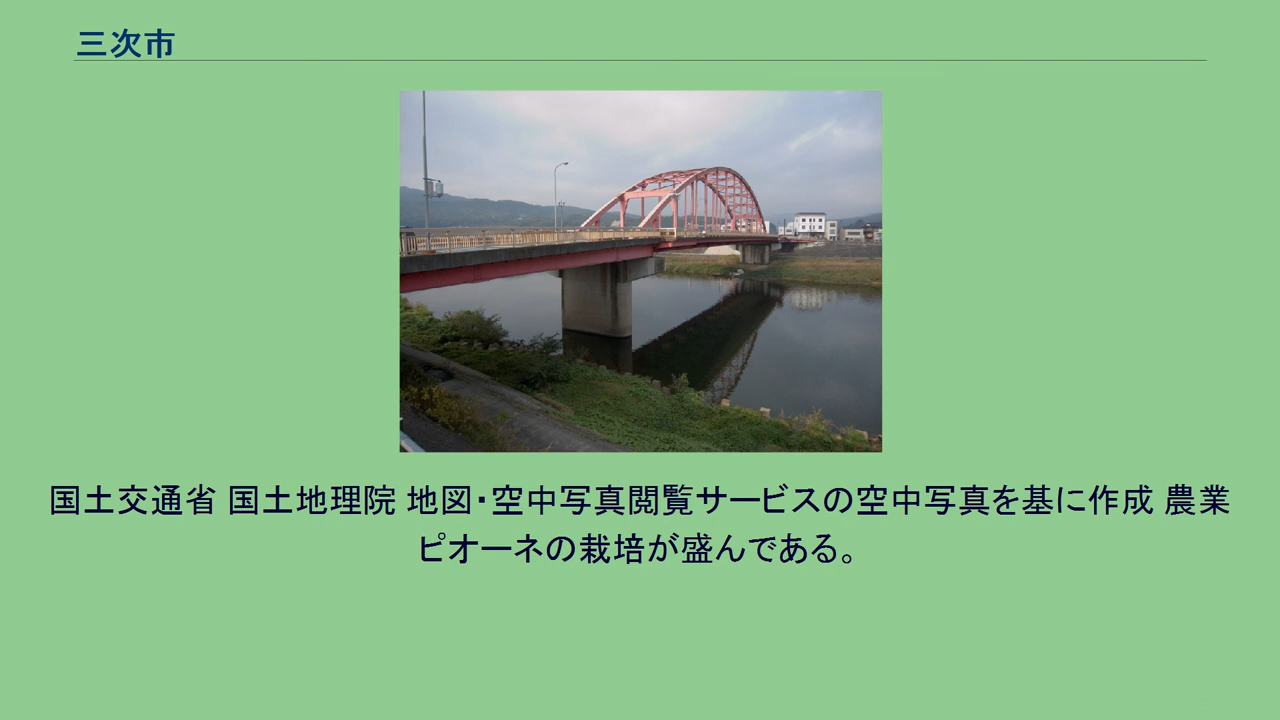 三次市
国土交通省 国土地理院 地図・空中写真閲覧サービスの空中写真を基に作成 農業
ピオーネの栽培が盛んである。